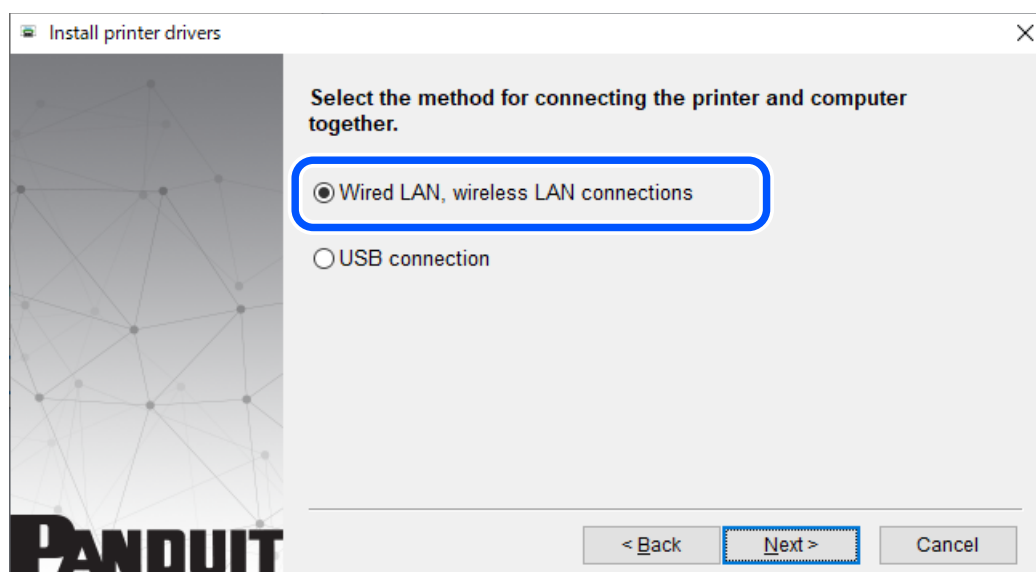 Install printer drivers
Select the method for connecting the printer and computer
together.
Wired LAN, wireless LAN connections
USB connection
PANDUIT
< Back
Next >
Cancel